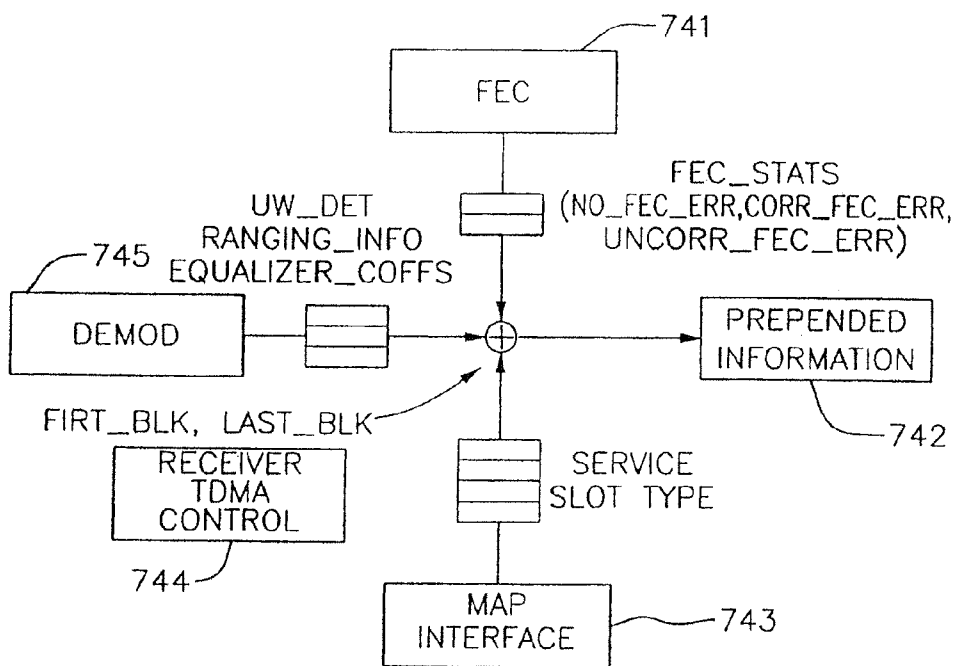 741
FEC
FEC_STATS
(NO_FEC_ERR,CORR_FEC_ERR,
UNCORR_FEC_ERR)
UW_DET
RANGING_INFO
EQUALIZER_COFFS
745
DEMOD
PREPENDED
INFORMATION
742
FIRT_BLK, LAST_BLK
RECEIVER
TDMA
CONTROL
744
SERVICE
SLOT TYPE
MAP
INTERFACE
743